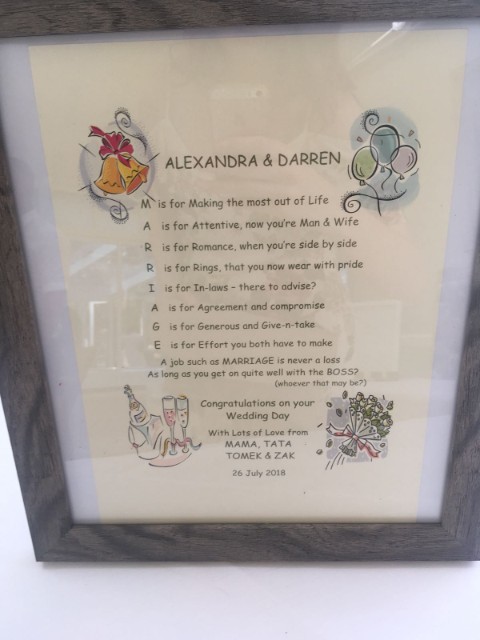 ALEXANDRA & DARREN
M is for Making the most out of Life
A is for Attentive, now you're Man & Wife
R is for Romance, when you're side by side
R is for Rings, that you now wear with pride
I is for In-laws - there to advise?
A is for Agreement and compromise
G is for Generous and Give-n-take
E is for Effort you both have to make
A job such as MARRIAGE is never a loss
As long as you get on quite well with the BOSS?
(whoever that may be?)
Congratulations on your
Wedding Day
With Lots of Love from
MAMA, TATA
TOMEK & ZAK
26 July 2018